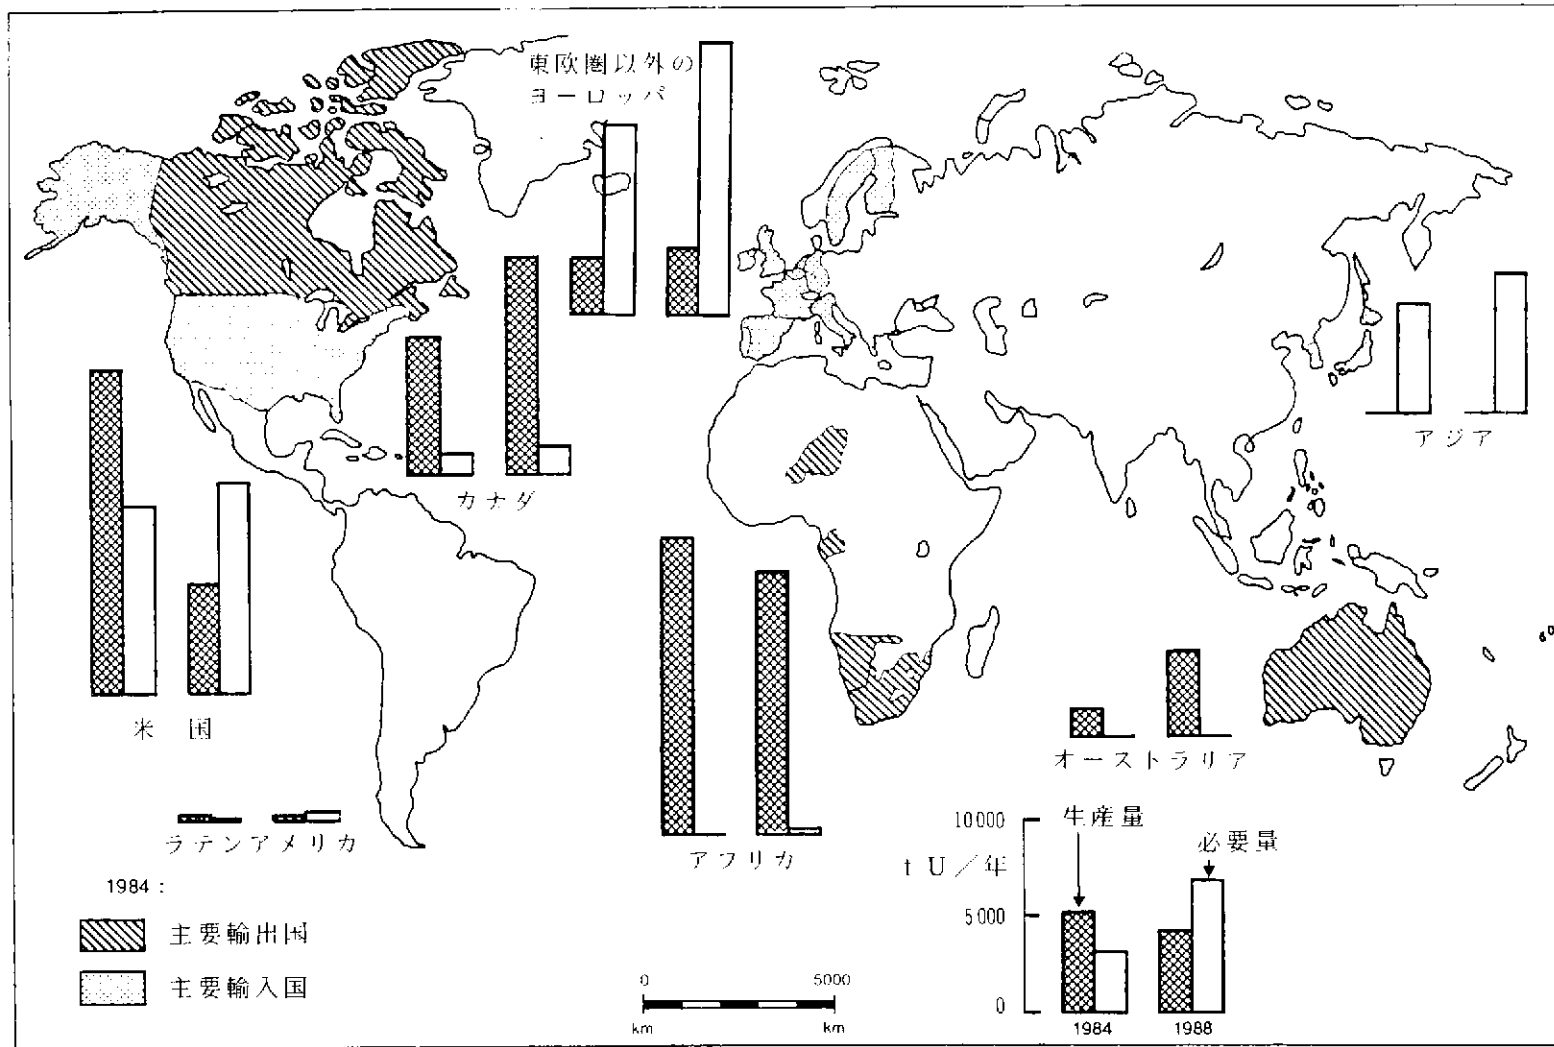 東欧圏以外の
ヨーロッパ
カナダ
アジア
米国
オーストラリア
ラテンアメリカ
アフリカ
1984 :
主要輸出国
主要輸入国
0 5000
km km
10000
t U／年
5000
0
生産量
必要量
1984 1988